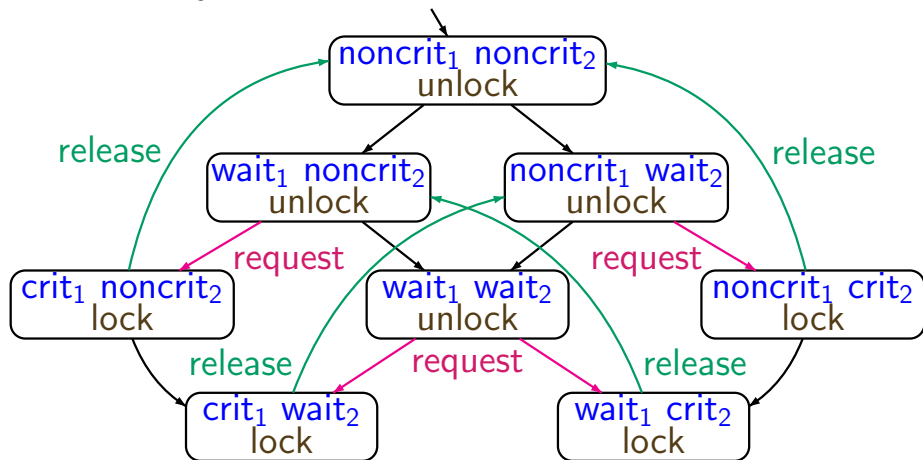 noncrit₁ noncrit₂
unlock
release
release
wait₁ noncrit₂
unlock
noncrit₁ wait₂
unlock
request
request
crit₁ noncrit₂
lock
wait₁ wait₂
unlock
noncrit₁ crit₂
lock
release
request
release
crit₁ wait₂
lock
wait₁ crit₂
lock